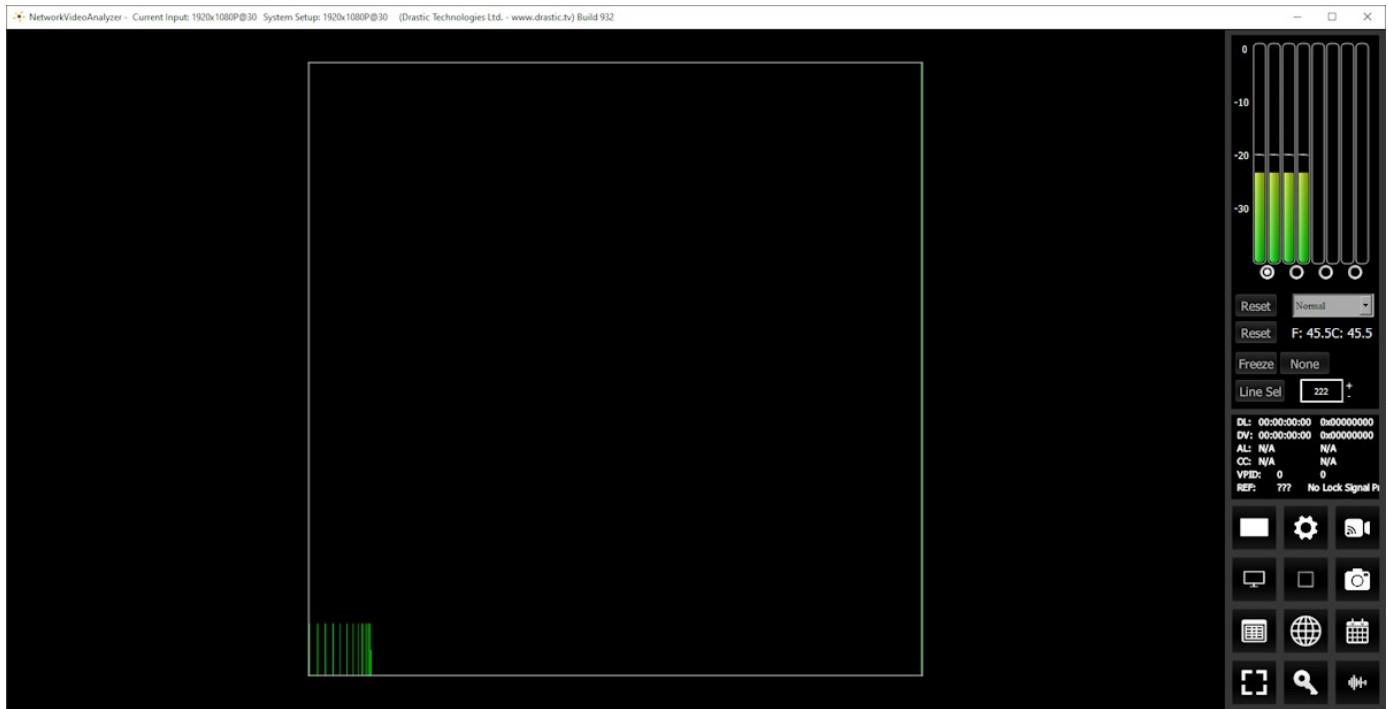 NetworkVideoAnalyzer - Current Input: 1920x1080P@30 System Setup: 1920x1080P@30 (Drastic Technologies Ltd. - www.drastic.tv) Build 932
0
-10
-20
-30
Reset Normal
Reset F: 45.5C: 45.5
Freeze None
Line Sel 222 + -
DL: 00:00:00:00 0x00000000
DV: 00:00:00:00 0x00000000
AL: N/A N/A
CC: N/A N/A
VPID: 0 0
REF: ??? No Lock Signal P